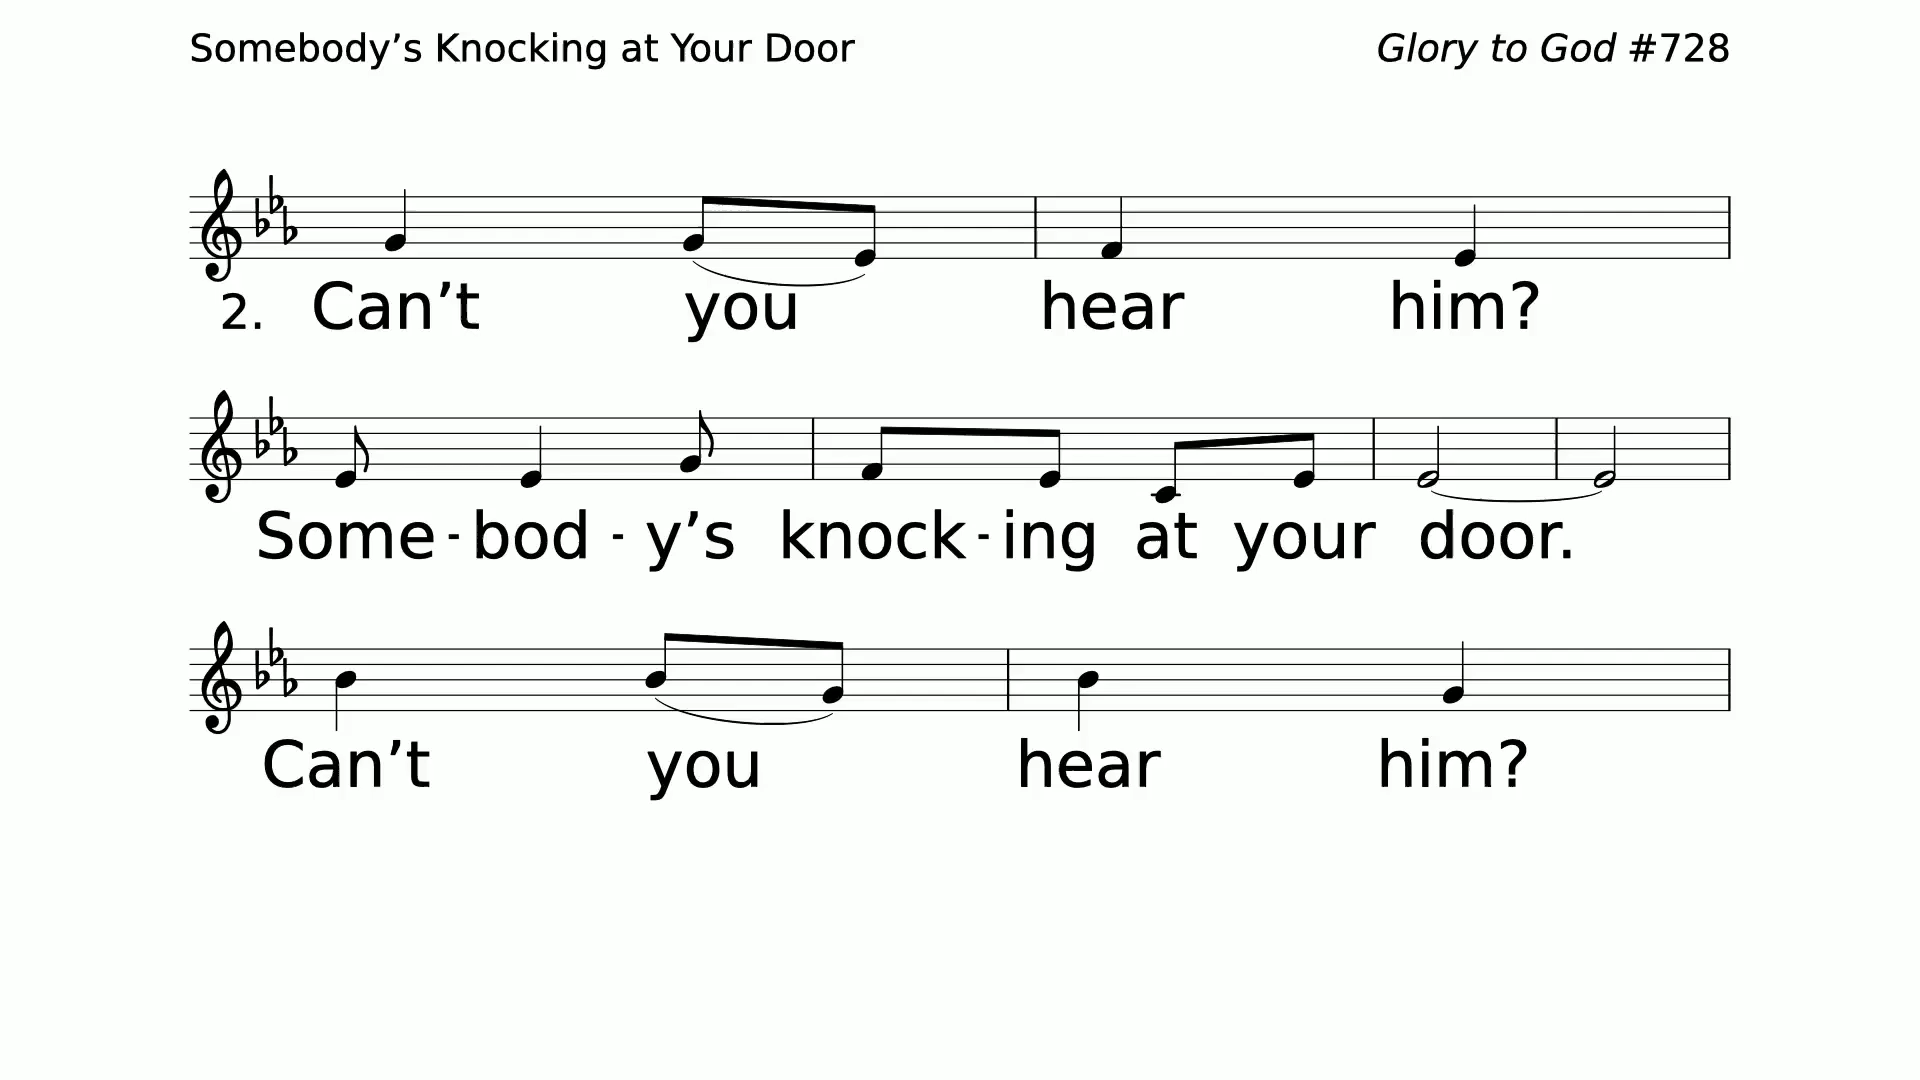 Somebody’s Knocking at Your Door
Glory to God #728
2. Can’t you hear him?
Some - bod - y’s knock - ing at your door.
Can’t you hear him?